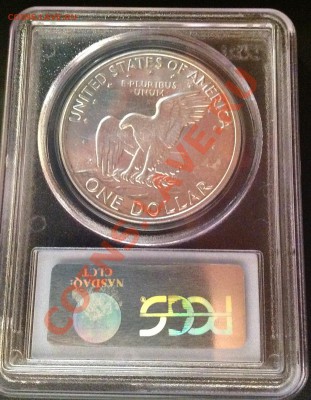 UNITED STATES OF AMERICA
E·PLURIBUS
UNUM
ONE DOLLAR
NASDAQ:
CLCT
PCGS